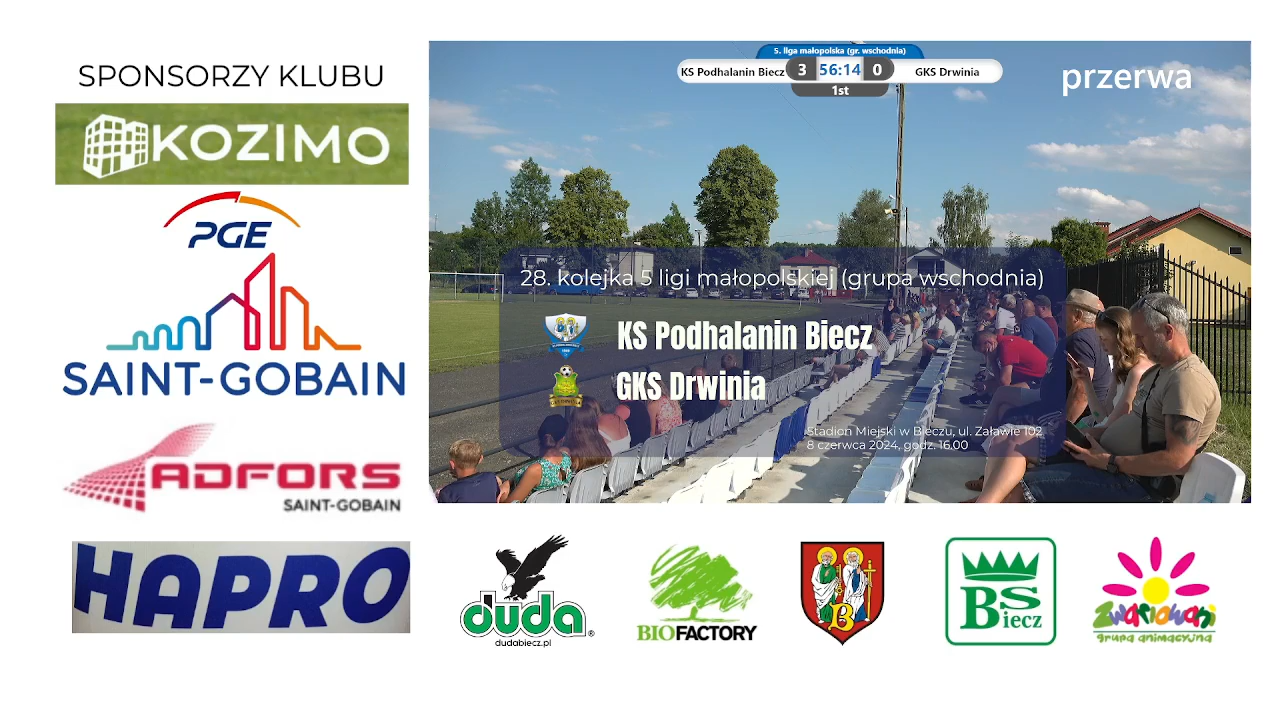 SPONSORZY KLUBU
KOZIMO
PGE
SAINT-GOBAIN
ADFORS
SAINT-GOBAIN
HAPRO
5. liga małopolska (gr. wschodnia)
KS Podhalanin Biecz 3 56:14 0 GKS Drwinia
1st
przerwa
28. kolejka 5 ligi małopolskiej (grupa wschodnia)
KS Podhalanin Biecz
GKS Drwinia
Stadion Miejski w Bieczu, ul. Załawie 102
8 czerwca 2024, godz. 16.00
duda®
dudabiecz.pl
BIOFACTORY
B
BS
Biecz
Zwariowani
grupa animacyjna